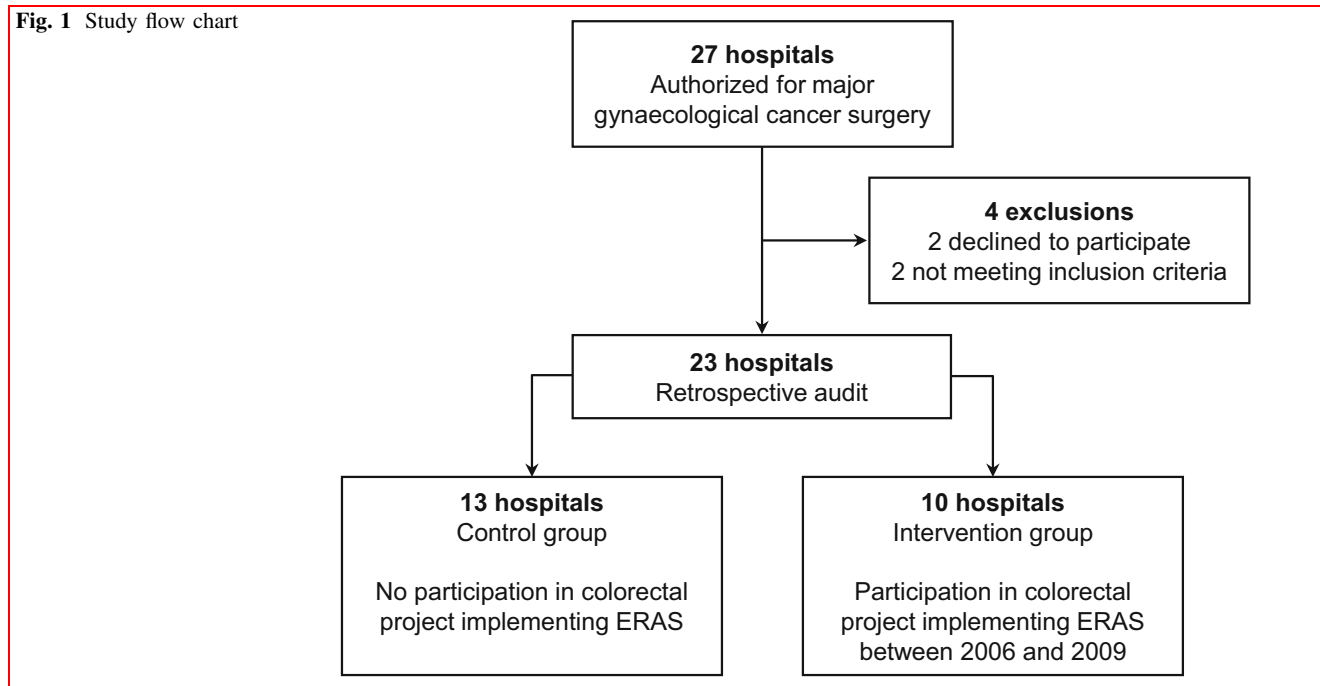 Fig. 1 Study flow chart
27 hospitals
Authorized for major
gynaecological cancer surgery
4 exclusions
2 declined to participate
2 not meeting inclusion criteria
23 hospitals
Retrospective audit
13 hospitals
Control group
No participation in colorectal
project implementing ERAS
10 hospitals
Intervention group
Participation in colorectal
project implementing ERAS
between 2006 and 2009